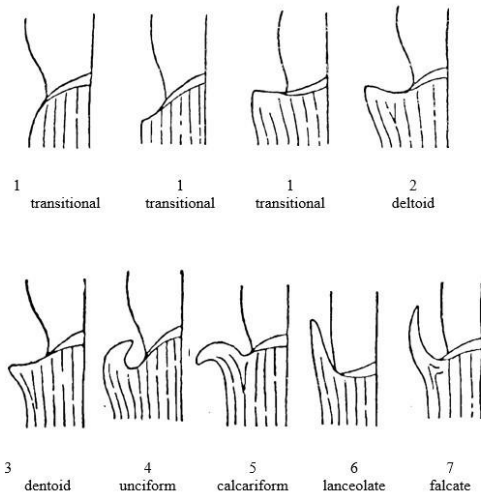 1 1 1 2
transitional transitional transitional deltoid
3 4 5 6 7
dentoid unciform calcariform lanceolate falcate